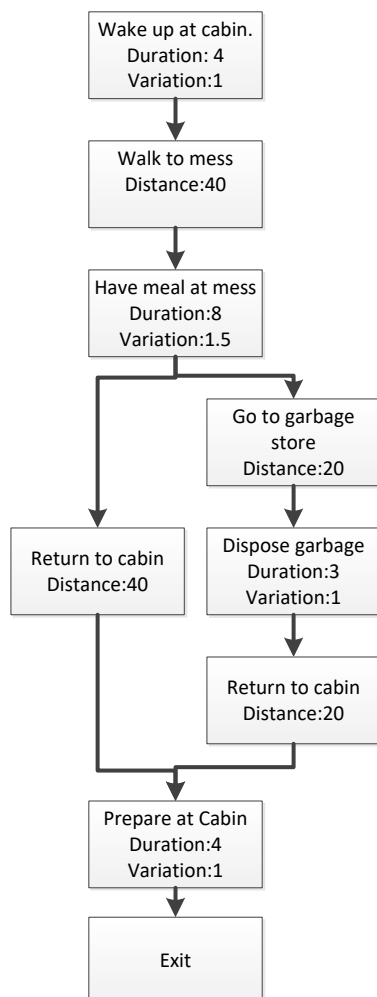 Wake up at cabin.
Duration: 4
Variation:1
Walk to mess
Distance:40
Have meal at mess
Duration:8
Variation:1.5
Go to garbage
store
Distance:20
Return to cabin
Distance:40
Dispose garbage
Duration:3
Variation:1
Return to cabin
Distance:20
Prepare at Cabin
Duration:4
Variation:1
Exit